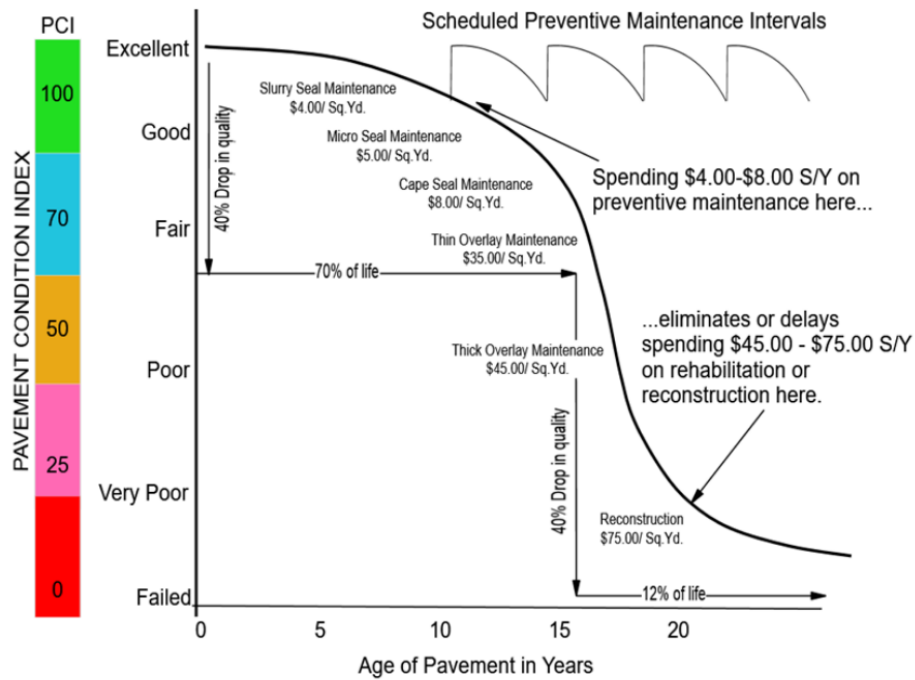 PCI
Scheduled Preventive Maintenance Intervals
PAVEMENT CONDITION INDEX
100
70
50
25
0
Excellent
Good
Fair
Poor
Very Poor
Failed
40% Drop in quality
Slurry Seal Maintenance
$4.00/ Sq.Yd.
Micro Seal Maintenance
$5.00/ Sq.Yd.
Cape Seal Maintenance
$8.00/ Sq.Yd.
Thin Overlay Maintenance
$35.00/ Sq.Yd.
70% of life
Spending $4.00-$8.00 S/Y on
preventive maintenance here...
Thick Overlay Maintenance
$45.00/ Sq.Yd.
...eliminates or delays
spending $45.00 - $75.00 S/Y
on rehabilitation or
reconstruction here.
40% Drop in quality
Reconstruction
$75.00/ Sq.Yd.
12% of life
0
5
10
15
20
Age of Pavement in Years